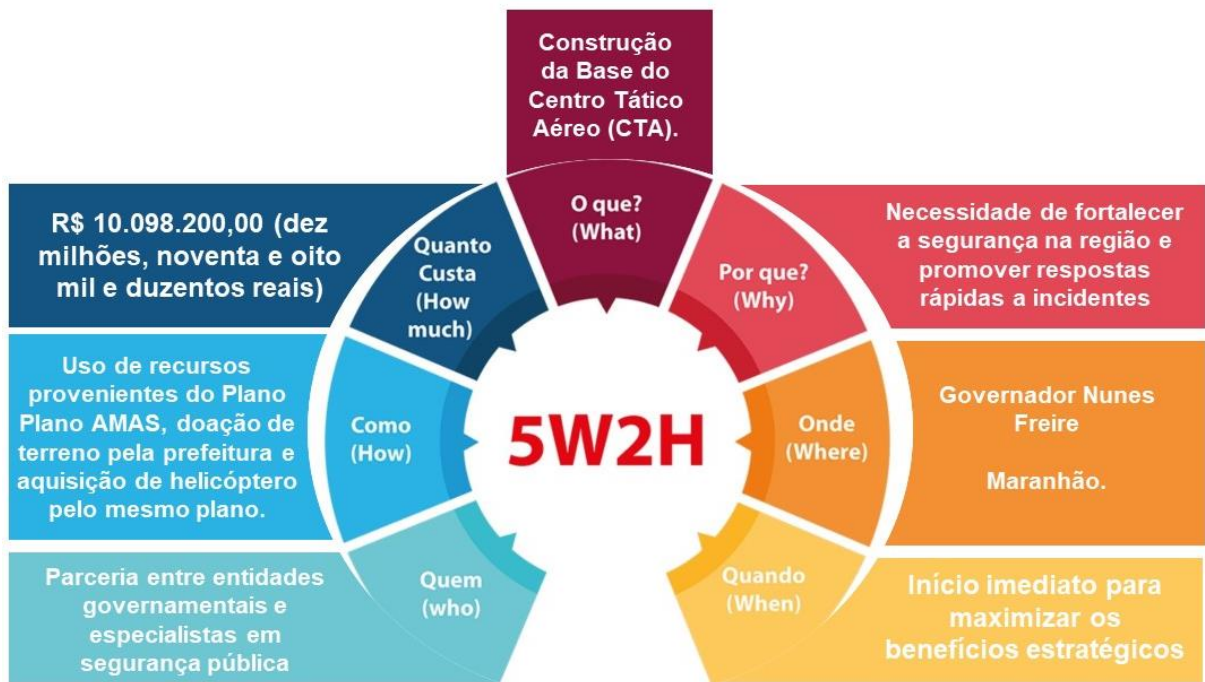 Construção
da Base do
Centro Tático
Aéreo (CTA).
O que?
(What)
Necessidade de fortalecer
a segurança na região e
promover respostas
rápidas a incidentes
Por que?
(Why)
Governador Nunes
Freire
Maranhão.
Onde
(Where)
Início imediato para
maximizar os
benefícios estratégicos
Quando
(When)
Parceria entre entidades
governamentais e
especialistas em
segurança pública
Quem
(who)
Uso de recursos
provenientes do Plano
Plano AMAS, doação de
terreno pela prefeitura e
aquisição de helicóptero
pelo mesmo plano.
Como
(How)
R$ 10.098.200,00 (dez
milhões, noventa e oito
mil e duzentos reais)
Quanto
Custa
(How
much)
5W2H